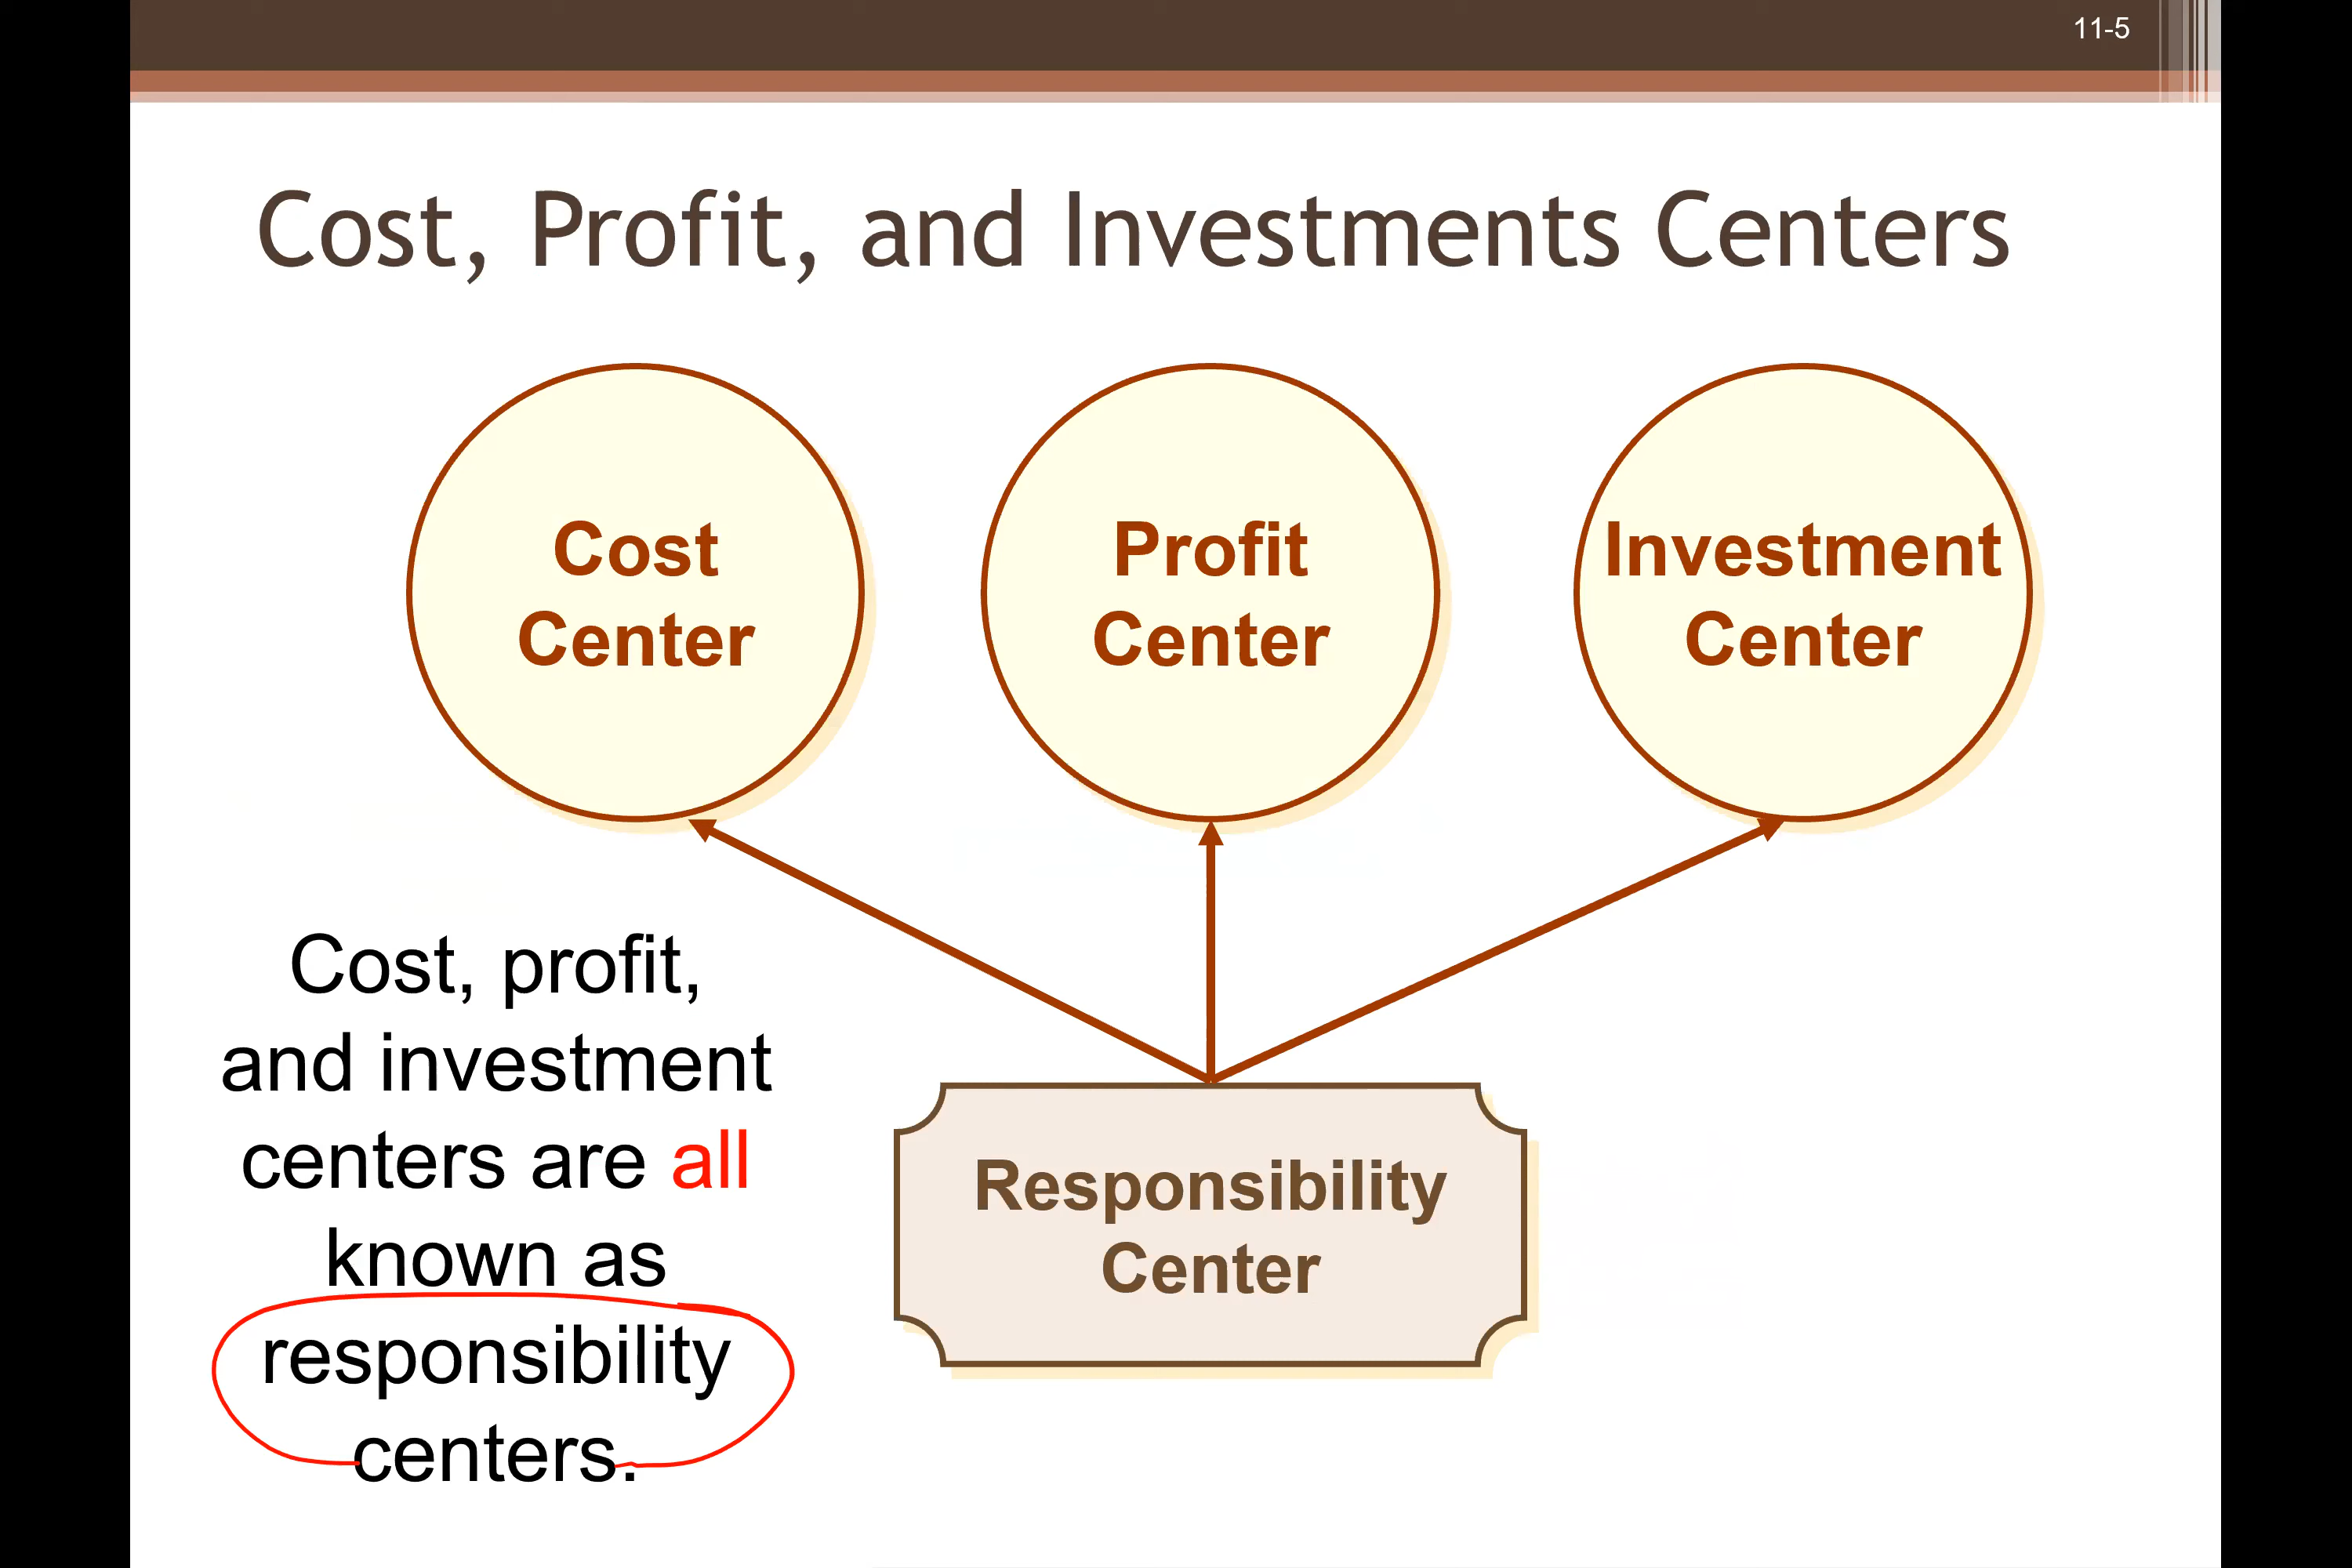 11-5
Cost, Profit, and Investments Centers
Cost
Center
Profit
Center
Investment
Center
Cost, profit,
and investment
centers are all
known as
responsibility
centers.
Responsibility
Center